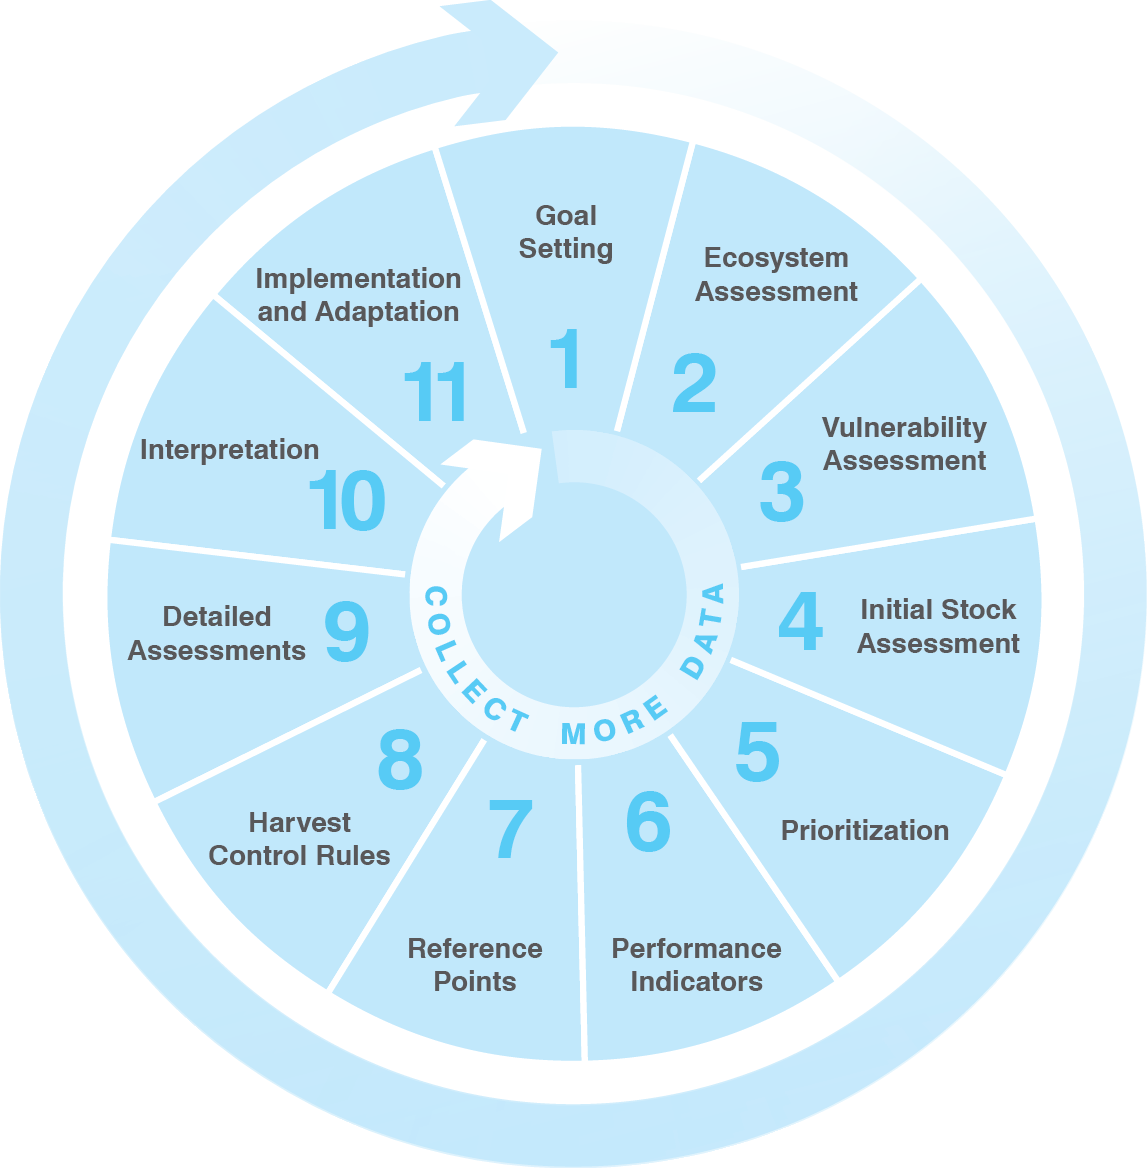 Goal
Setting
1
Ecosystem
Assessment
2
Vulnerability
Assessment
3
Initial Stock
Assessment
4
Prioritization
5
Performance
Indicators
6
Reference
Points
7
Harvest
Control Rules
8
Detailed
Assessments
9
Interpretation
10
Implementation
and Adaptation
11
COLLECT MORE DATA